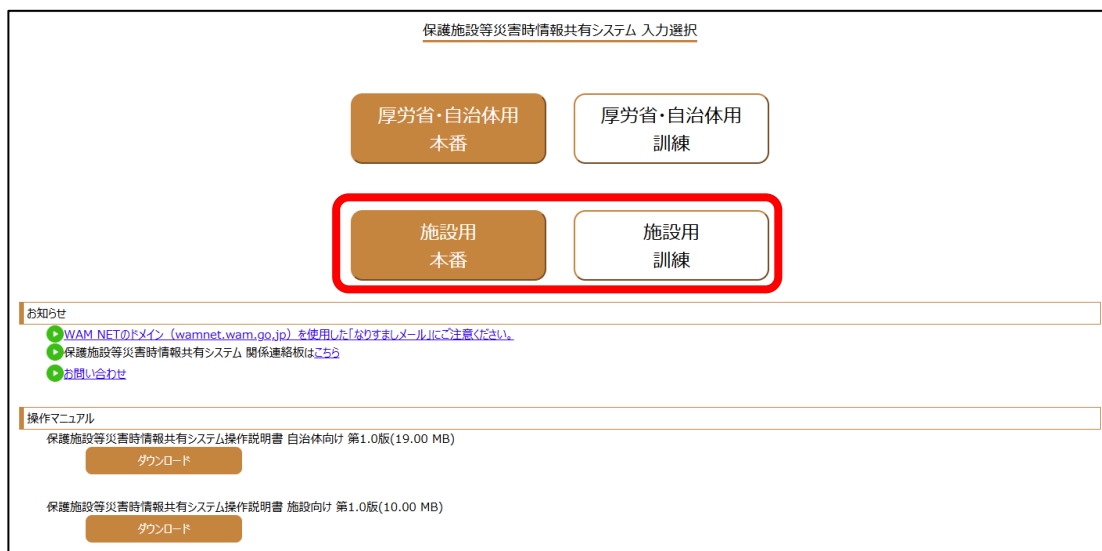 保護施設等災害時情報共有システム 入力選択
厚労省・自治体用
本番
厚労省・自治体用
訓練
施設用
本番
施設用
訓練
お知らせ
WAM NETのドメイン（wamnet.wam.go.jp）を使用した「なりすましメール」にご注意ください。
保護施設等災害時情報共有システム 関係連絡板はこちら
お問い合わせ
操作マニュアル
保護施設等災害時情報共有システム操作説明書 自治体向け 第1.0版(19.00 MB)
ダウンロード
保護施設等災害時情報共有システム操作説明書 施設向け 第1.0版(10.00 MB)
ダウンロード